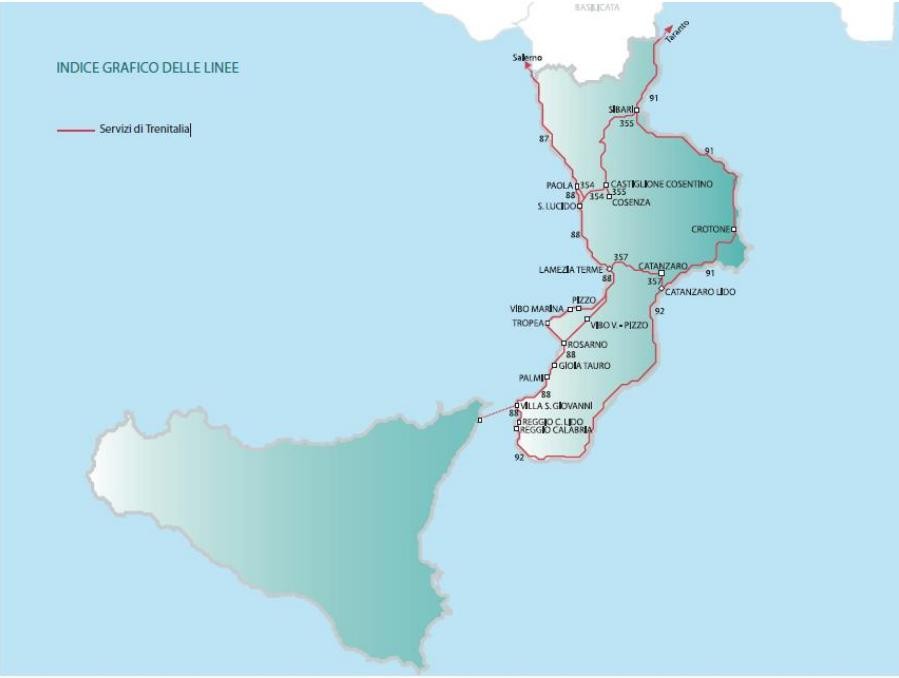 BASILICATA
Taranto
Salerno
INDICE GRAFICO DELLE LINEE
SIBARI
91
355
Servizi di Trenitalia
87
91
PAOLA
354
CASTIGLIONE COSENTINO
88
354
355
COSENZA
S. LUCIDO
88
CROTONE
357
CATANZARO
LAMEZIA TERME
88
357
91
CATANZARO LIDO
PIZZO
VIBO MARINA
92
TROPEA
VIBO V. - PIZZO
ROSARNO
88
GIOIA TAURO
PALMI
88
VILLA S. GIOVANNI
88
REGGIO C. LIDO
REGGIO CALABRIA
92